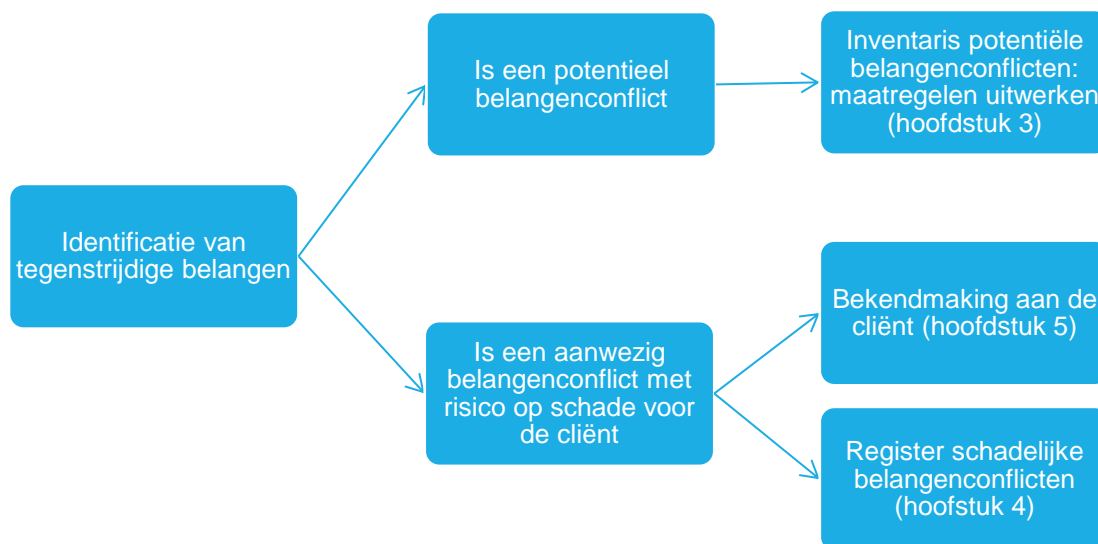 Identificatie van
tegenstrijdige belangen
Is een potentieel
belangenconflict
Inventaris potentiële
belangenconflicten:
maatregelen uitwerken
(hoofdstuk 3)
Is een aanwezig
belangenconflict met
risico op schade voor
de cliënt
Bekendmaking aan de
cliënt (hoofdstuk 5)
Register schadelijke
belangenconflicten
(hoofstuk 4)